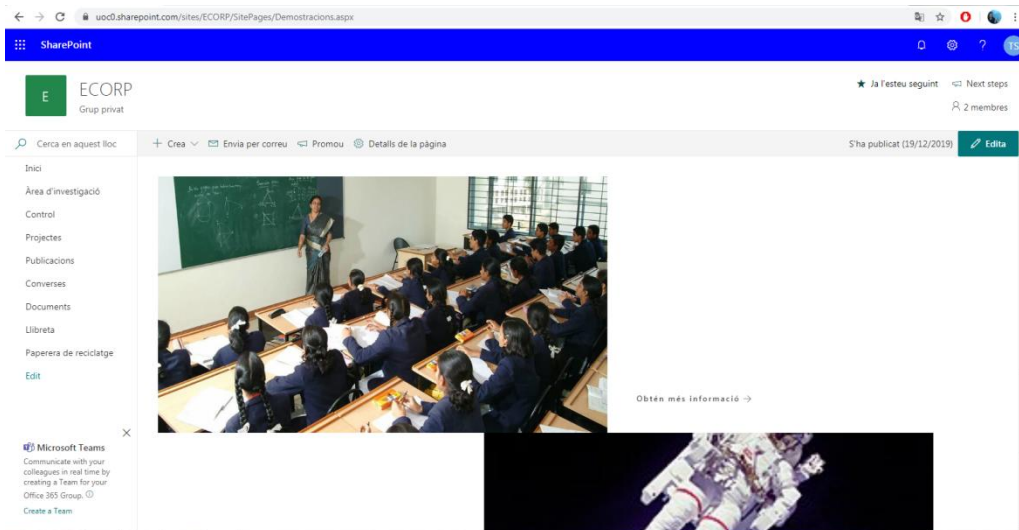 uoc0.sharepoint.com/sites/ECORP/SitePages/Demostracions.aspx
SharePoint
?
TS
E
ECORP
Grup privat
Ja l'esteu seguint
Next steps
2 membres
Cerca en aquest lloc
Crea
Envia per correu
Promou
Detalls de la pàgina
S'ha publicat (19/12/2019)
Edita
Inici
Àrea d'investigació
Control
Projectes
Publicacions
Converses
Documents
Llibreta
Paperera de reciclatge
Edit
Obtén més informació →
Microsoft Teams
Communicate with your
colleagues in real time by
creating a Team for your
Office 365 Group.
Create a Team